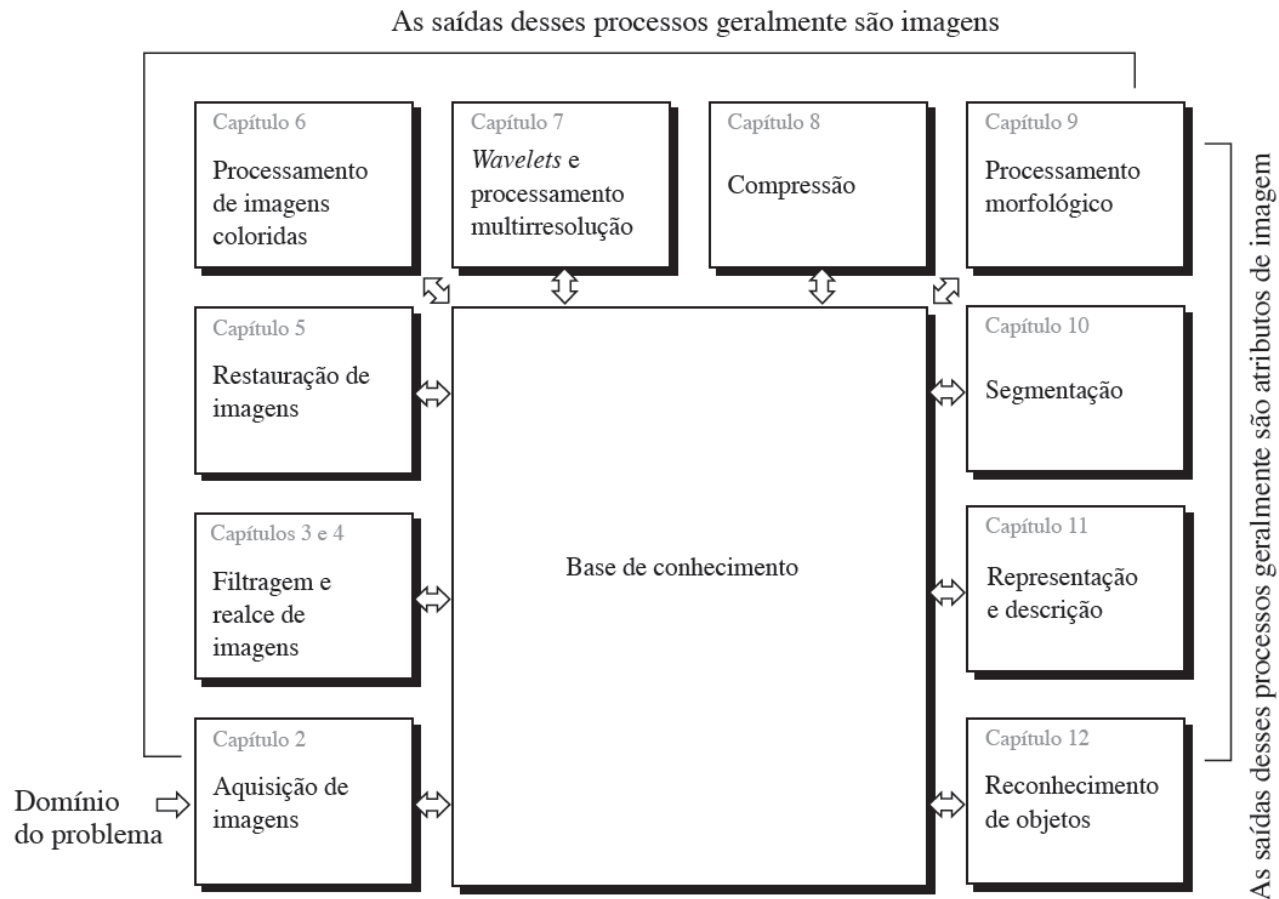 As saídas desses processos geralmente são imagens
Capítulo 6
Processamento
de imagens
coloridas
Capítulo 7
Wavelets e
processamento
multirresolução
Capítulo 8
Compressão
Capítulo 9
Processamento
morfológico
Capítulo 5
Restauração de
imagens
Capítulo 10
Segmentação
Capítulos 3 e 4
Filtragem e
realce de
imagens
Base de conhecimento
Capítulo 11
Representação
e descrição
Domínio
do problema
Capítulo 2
Aquisição de
imagens
Capítulo 12
Reconhecimento
de objetos
As saídas desses processos geralmente são atributos de imagem